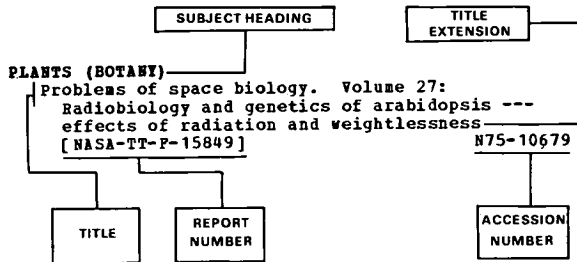 SUBJECT HEADING
TITLE
EXTENSION
PLANTS (BOTANY)
Problems of space biology. Volume 27:
Radiobiology and genetics of arabidopsis ---
effects of radiation and weightlessness
[NASA-TT-F-15849] N75-10679
TITLE
REPORT
NUMBER
ACCESSION
NUMBER